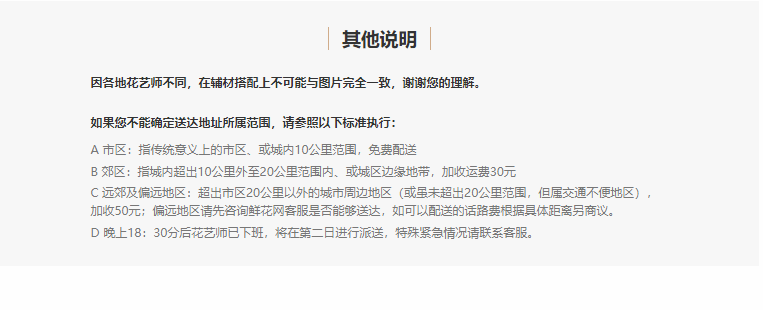 其他说明
因各地花艺师不同，在辅材搭配上不可能与图片完全一致，谢谢您的理解。
如果您不能确定送达地址所属范围，请参照以下标准执行：
A 市区：指传统意义上的市区、或城内10公里范围，免费配送
B 郊区：指城内超出10公里外至20公里范围内、或城区边缘地带，加收运费30元
C 远郊及偏远地区：超出市区20公里以外的城市周边地区（或虽未超出20公里范围，但属交通不便地区），
加收50元；偏远地区请先咨询鲜花网客服是否能够送达，如可以配送的话路费根据具体距离另商议。
D 晚上18：30分后花艺师已下班，将在第二日进行派送，特殊紧急情况请联系客服。